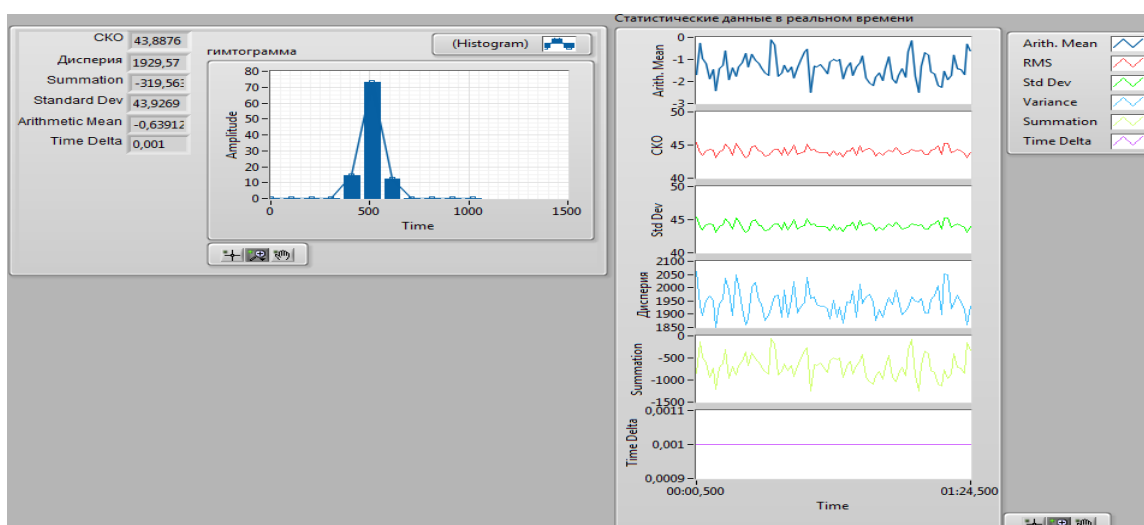 СКО 43,8876
Дисперия 1929,57
Summation -319,56
Standard Dev 43,9269
Arithmetic Mean -0,63912
Time Delta 0,001
гимтограмма
(Histogram)
80
70
60
50
40
30
20
10
0
Amplitude
0 500 1000 1500
Time
Статистические данные в реальном времени
0
-1
-2
-3
Arith. Mean
50
45
40
СКО
50
45
40
Std Dev
2100
2050
2000
1950
1900
1850
Дисперия
0
-500
-1000
-1500
Summation
0,0011
0,001
0,0009
Time Delta
00:00,500 01:24,500
Time
Arith. Mean
RMS
Std Dev
Variance
Summation
Time Delta